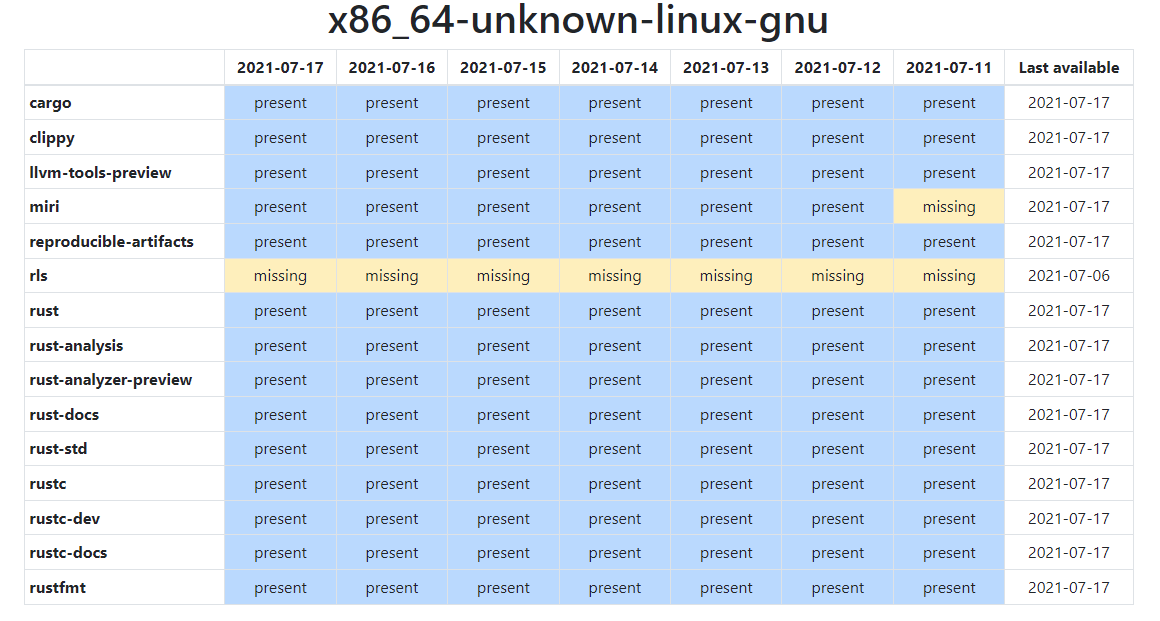 x86_64-unknown-linux-gnu
2021-07-17 2021-07-16 2021-07-15 2021-07-14 2021-07-13 2021-07-12 2021-07-11 Last available
cargo present present present present present present present 2021-07-17
clippy present present present present present present present 2021-07-17
llvm-tools-preview present present present present present present present 2021-07-17
miri present present present present present present missing 2021-07-17
reproducible-artifacts present present present present present present present 2021-07-17
rls missing missing missing missing missing missing missing 2021-07-06
rust present present present present present present present 2021-07-17
rust-analysis present present present present present present present 2021-07-17
rust-analyzer-preview present present present present present present present 2021-07-17
rust-docs present present present present present present present 2021-07-17
rust-std present present present present present present present 2021-07-17
rustc present present present present present present present 2021-07-17
rustc-dev present present present present present present present 2021-07-17
rustc-docs present present present present present present present 2021-07-17
rustfmt present present present present present present present 2021-07-17